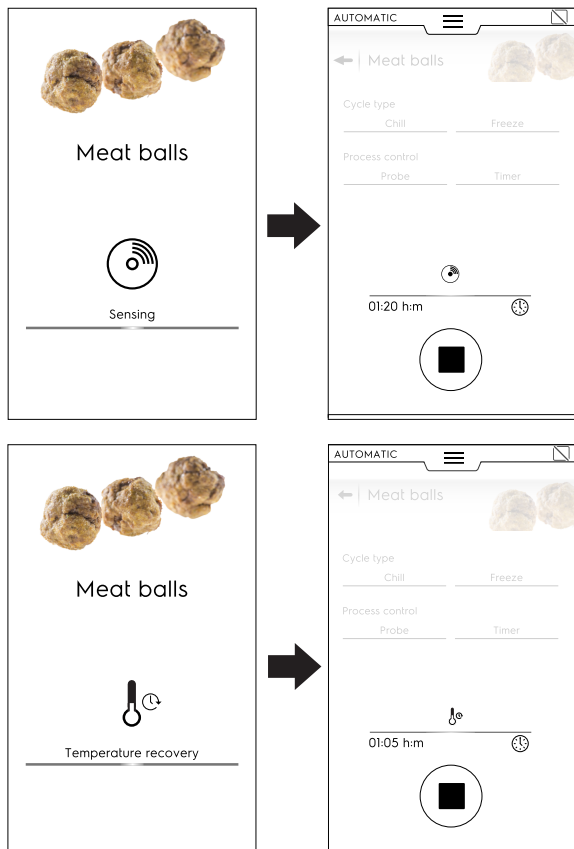 Meat balls
Sensing
AUTOMATIC
Meat balls
Cycle type
Chill Freeze
Process control
Probe Timer
01:20 h:m
Meat balls
Temperature recovery
AUTOMATIC
Meat balls
Cycle type
Chill Freeze
Process control
Probe Timer
01:05 h:m